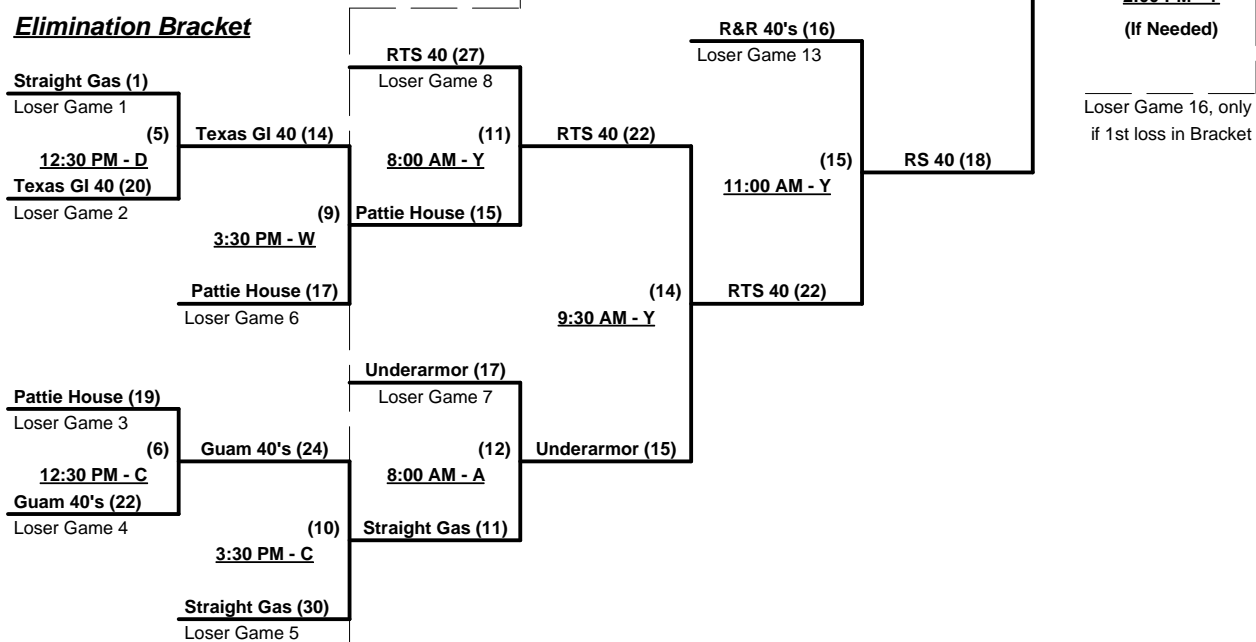 Elimination Bracket
Straight Gas (1)
Loser Game 1
(5)
12:30 PM - D
Texas GI 40 (20)
Loser Game 2
Texas GI 40 (14)
(9)
3:30 PM - W
Pattie House (17)
Loser Game 6
Pattie House (19)
Loser Game 3
(6)
12:30 PM - C
Guam 40's (22)
Loser Game 4
Guam 40's (24)
(10)
3:30 PM - C
Straight Gas (30)
Loser Game 5
RTS 40 (27)
Loser Game 8
(11)
8:00 AM - Y
Pattie House (15)
Underarmor (17)
Loser Game 7
(12)
8:00 AM - A
Straight Gas (11)
RTS 40 (22)
(14)
9:30 AM - Y
Underarmor (15)
R&R 40's (16)
Loser Game 13
(15)
11:00 AM - Y
RTS 40 (22)
RS 40 (18)
(If Needed)
Loser Game 16, only
if 1st loss in Bracket